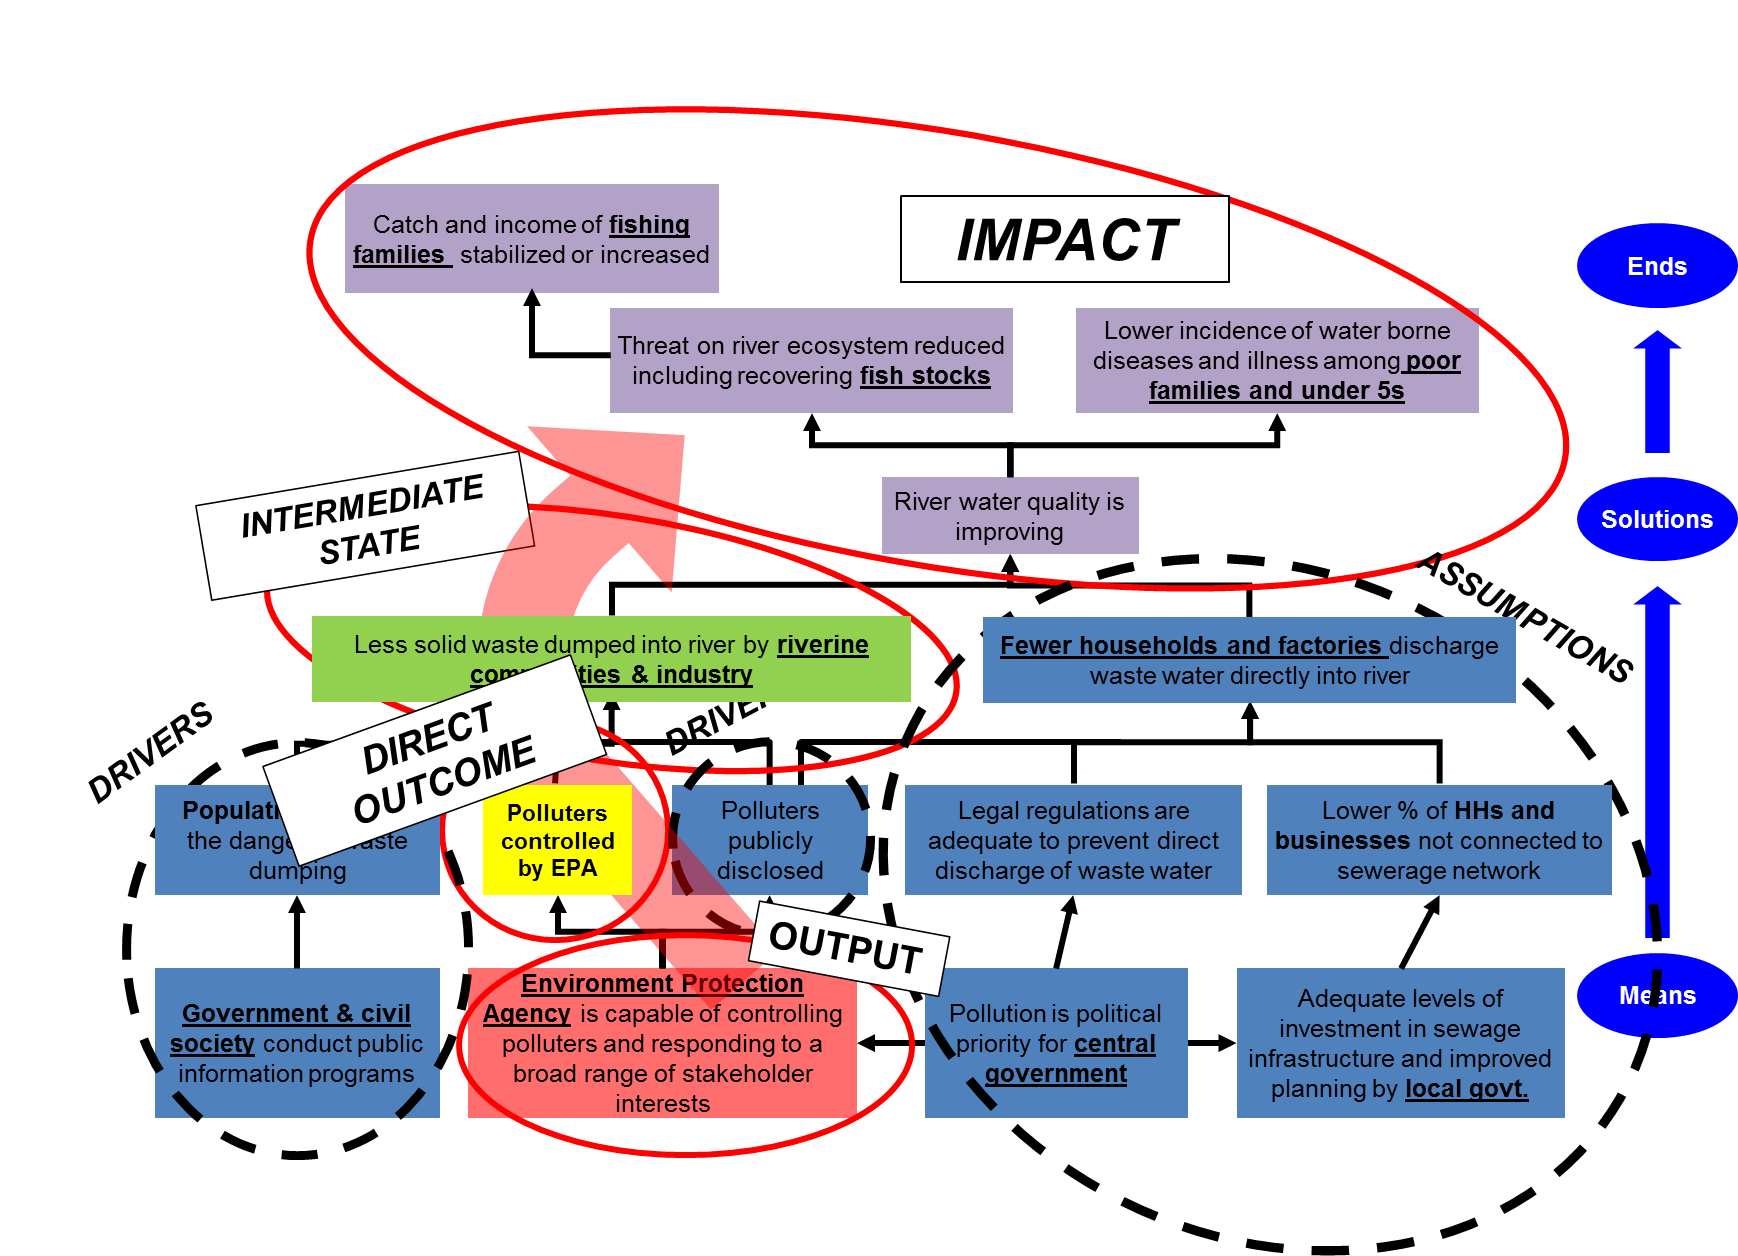 IMPACT
Catch and income of fishing
families stabilized or increased
Ends
Threat on river ecosystem reduced
including recovering fish stocks
Lower incidence of water borne
diseases and illness among poor
families and under 5s
INTERMEDIATE
STATE
River water quality is
improving
Solutions
ASSUMPTIONS
Less solid waste dumped into river by riverine
& industry
Fewer households and factories discharge
waste water directly into river
DRIVERS
DIRECT
OUTCOME
the
dumping
Polluters
controlled
by EPA
Polluters
publicly
disclosed
Legal regulations are
adequate to prevent direct
discharge of waste water
Lower % of HHs and
businesses not connected to
sewerage network
OUTPUT
Government & civil
society conduct public
information programs
Environment Protection
Agency is capable of controlling
polluters and responding to a
broad range of stakeholder
interests
Pollution is political
priority for central
government
Adequate levels of
investment in sewage
infrastructure and improved
planning by local govt.
Means